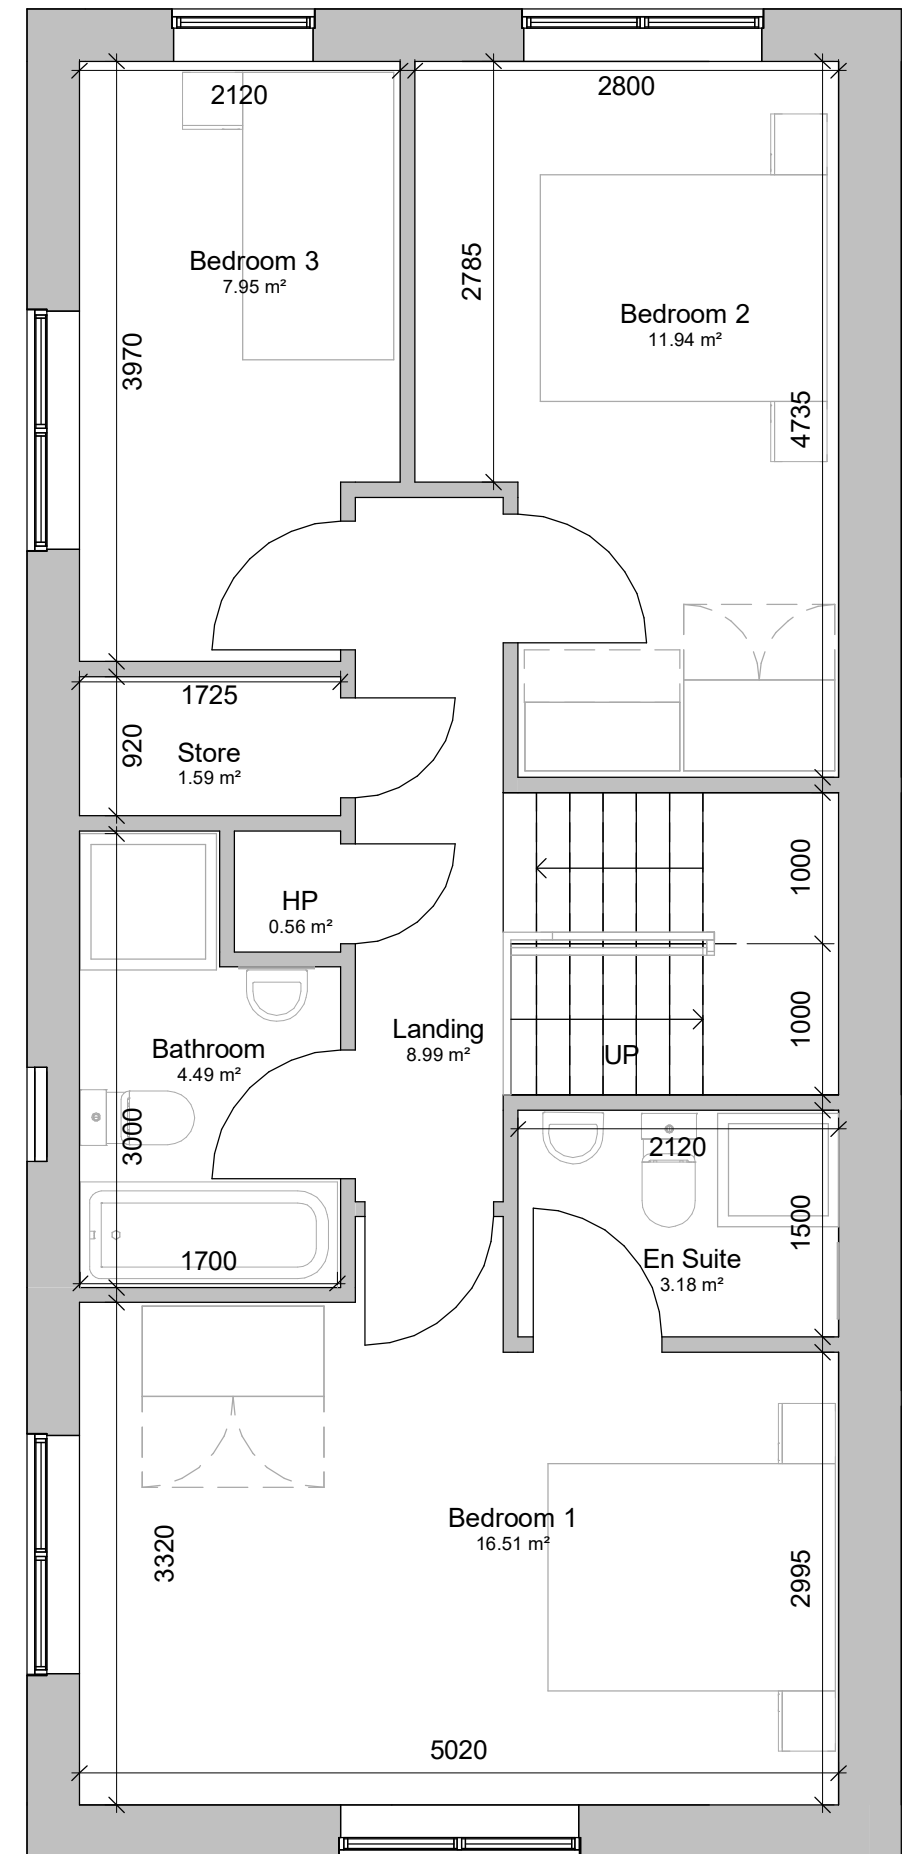 2120
2800
Bedroom 3
7.95 m²
2785
Bedroom 2
11.94 m²
3970
4735
1725
920
Store
1.59 m²
1000
HP
0.56 m²
1000
Landing
8.99 m²
UP
Bathroom
4.49 m²
3000
2120
1500
En Suite
3.18 m²
1700
Bedroom 1
16.51 m²
3320
2995
5020